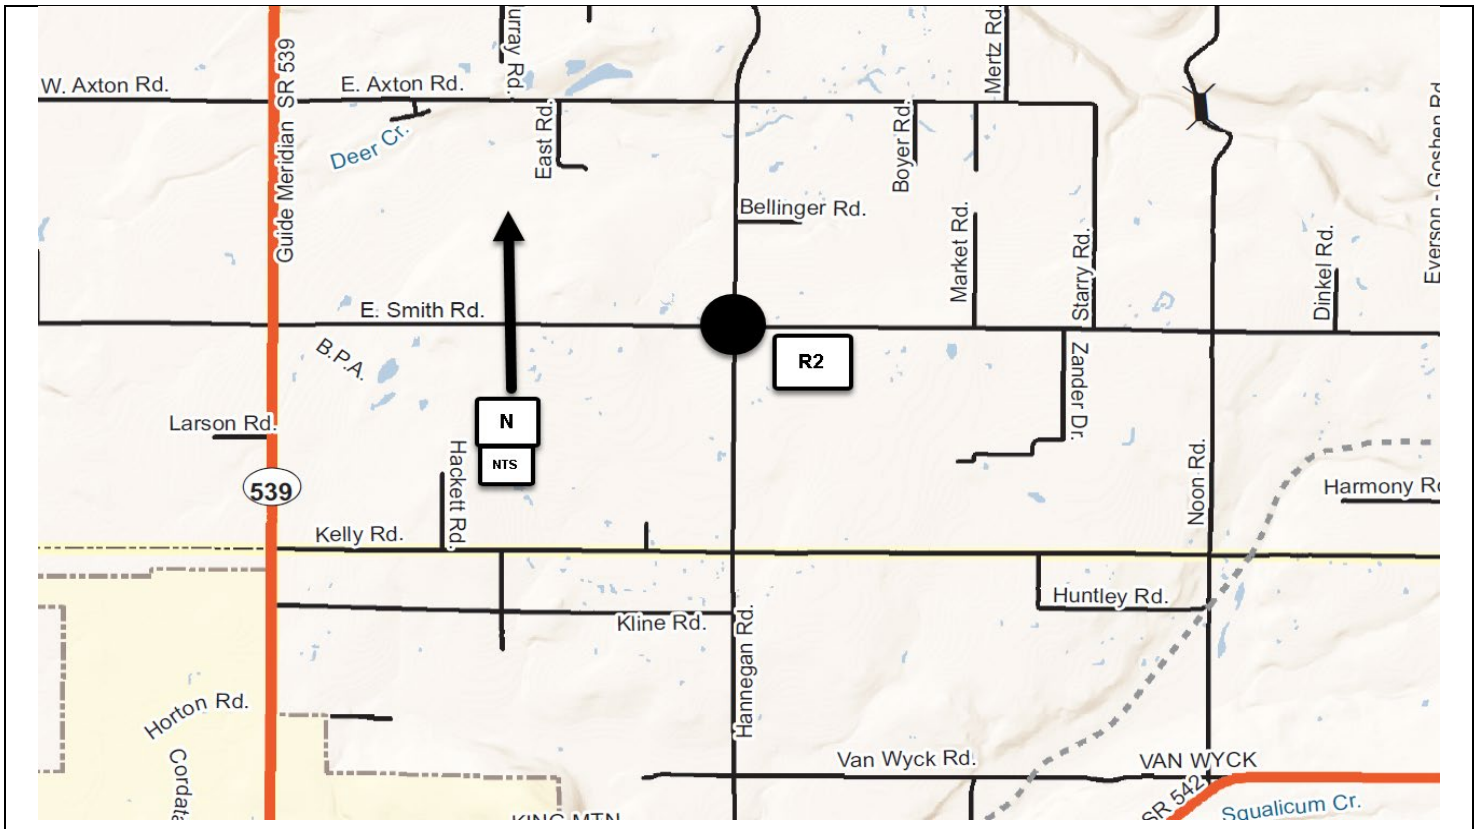 W. Axton Rd.
SR 539
E. Axton Rd.
urray Rd.
Mertz Rd.
Deer Cr.
East Rd.
Boyer Rd.
Guide Meridian
Bellinger Rd.
Market Rd.
Starry Rd.
Dinkel Rd.
Everson - Goshen Rd
E. Smith Rd.
B.P.A.
R2
Zander Dr.
Larson Rd.
N
NTS
Hackett Rd.
539
Noon Rd.
Harmony Rd
Kelly Rd.
Huntley Rd.
Kline Rd.
Hannegan Rd.
Horton Rd.
Cordata
Van Wyck Rd.
VAN WYCK
SR 542
Squalicum Cr.
KING MTN